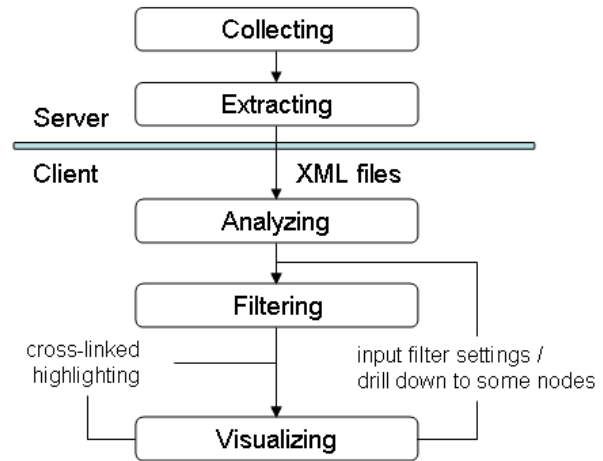 Collecting
Extracting
Server
Client
XML files
Analyzing
Filtering
cross-linked
highlighting
input filter settings /
drill down to some nodes
Visualizing